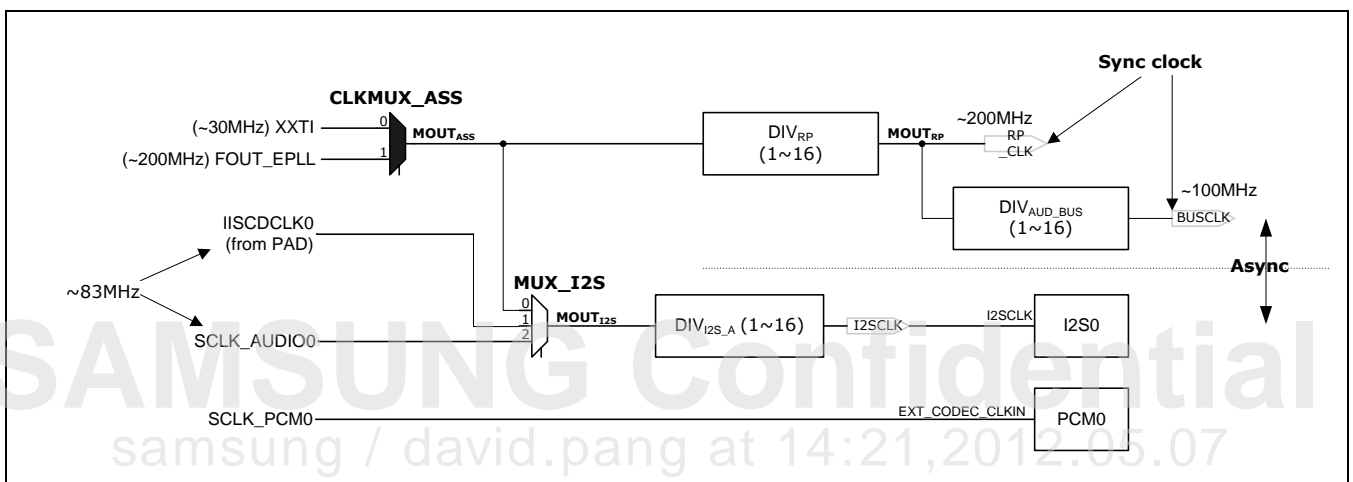 Sync clock
CLKMUX_ASS
(~30MHz) XXTI
0
MOUTASS
(~200MHz) FOUT_EPLL
1
DIVRP
(1~16)
MOUTRP
~200MHz
RP
_CLK
DIVAUD_BUS
(1~16)
~100MHz
BUSCLK
IISCDCLK0
(from PAD)
Async
~83MHz
MUX_I2S
0
1
2
MOUTI2S
DIVI2S_A (1~16)
I2SCLK
I2SCLK
I2S0
SCLK_AUDIO0
SAMSUNG Confidential
SCLK_PCM0
EXT_CODEC_CLKIN
PCM0
samsung / david.pang at 14:21,2012.05.07